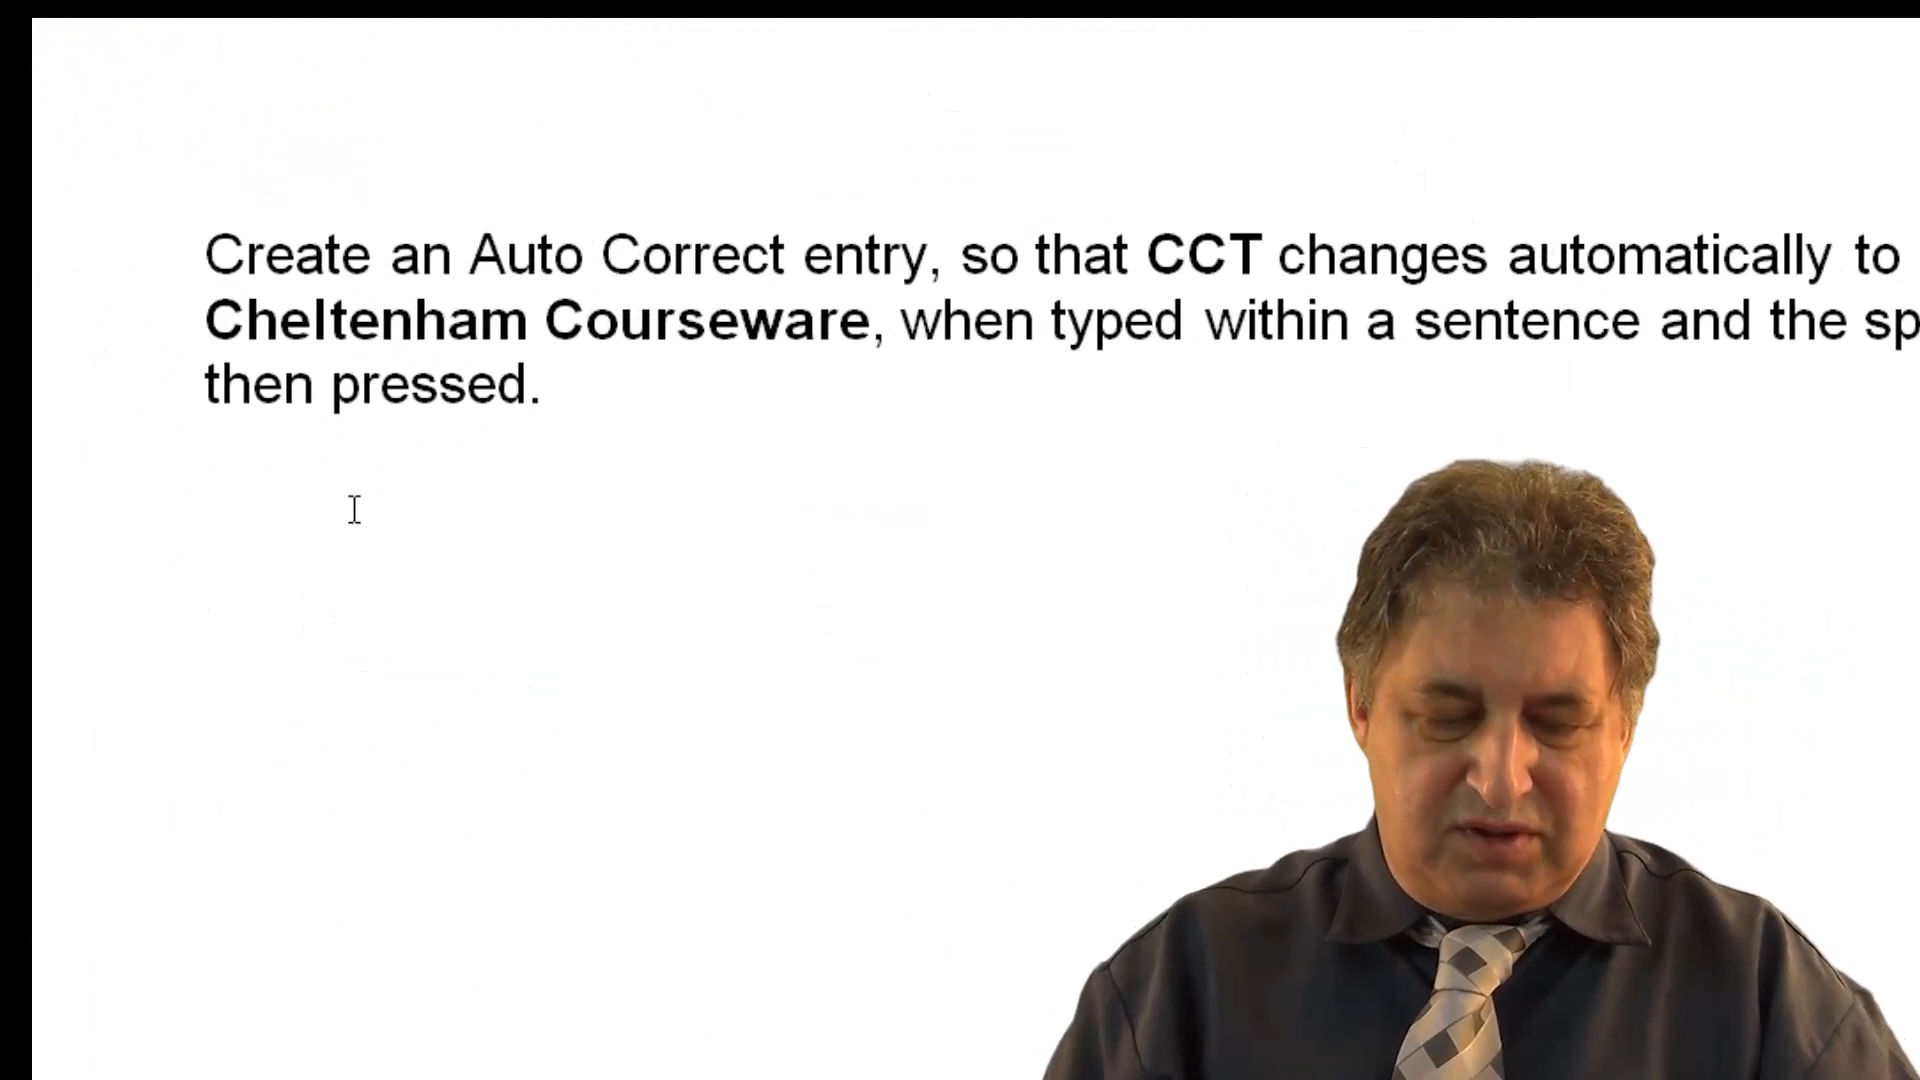 Create an Auto Correct entry, so that CCT changes automatically to
Cheltenham Courseware, when typed within a sentence and the sp
then pressed.